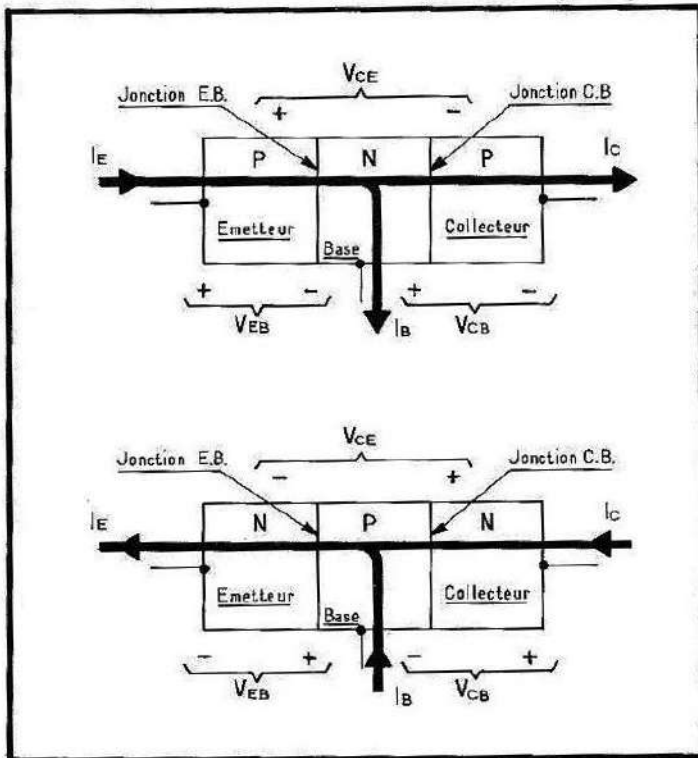 VCE
Jonction E.B.
Jonction C.B
+ −
IE
P N P
IC
Emetteur
Base
Collecteur
+ − + −
VEB
IB
VCB
VCE
Jonction E.B.
Jonction C.B.
− +
IE
N P N
IC
Emetteur
Base
Collecteur
− + − +
VEB
IB
VCB